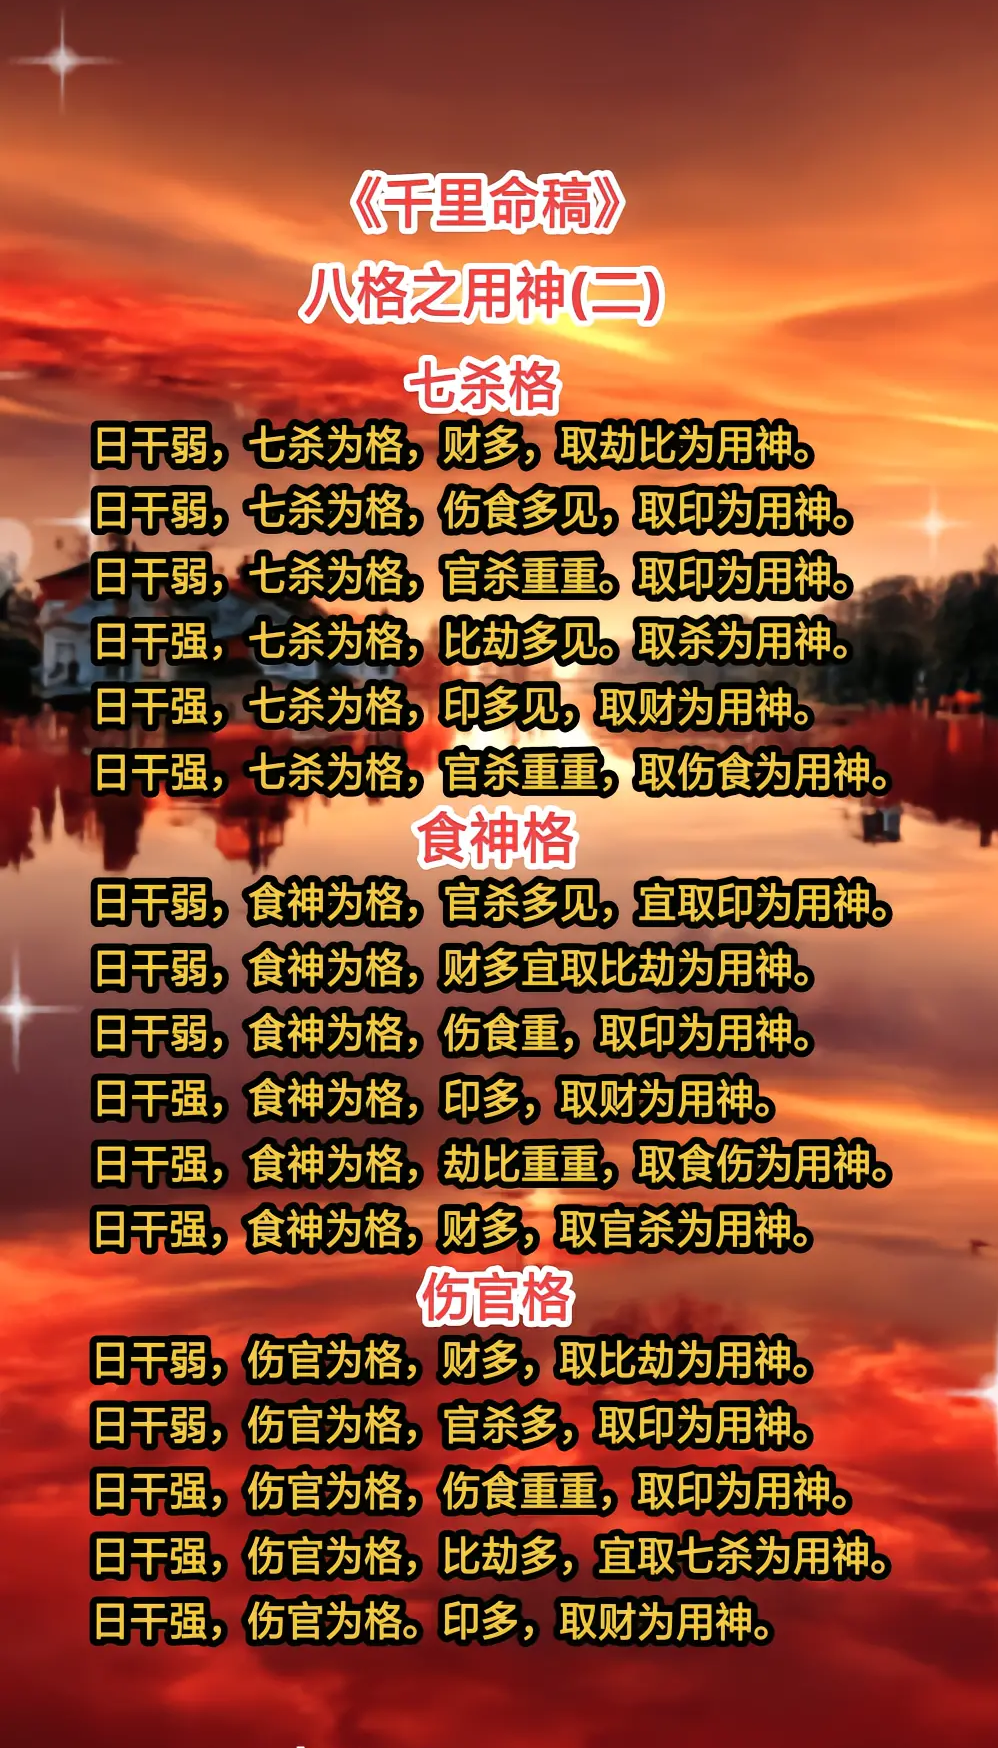 《千里命稿》
八格之用神(二)
七杀格
日干弱，七杀为格，财多，取劫比为用神。
日干弱，七杀为格，伤食多见，取印为用神。
日干弱，七杀为格，官杀重重。取印为用神。
日干强，七杀为格，比劫多见。取杀为用神。
日干强，七杀为格，印多见，取财为用神。
日干强，七杀为格，官杀重重，取伤食为用神。
食神格
日干弱，食神为格，官杀多见，宜取印为用神。
日干弱，食神为格，财多宜取比劫为用神。
日干弱，食神为格，伤食重，取印为用神。
日干强，食神为格，印多，取财为用神。
日干强，食神为格，劫比重重，取食伤为用神。
日干强，食神为格，财多，取官杀为用神。
伤官格
日干弱，伤官为格，财多，取比劫为用神。
日干弱，伤官为格，官杀多，取印为用神。
日干强，伤官为格，伤食重重，取印为用神。
日干强，伤官为格，比劫多，宜取七杀为用神。
日干强，伤官为格。印多，取财为用神。